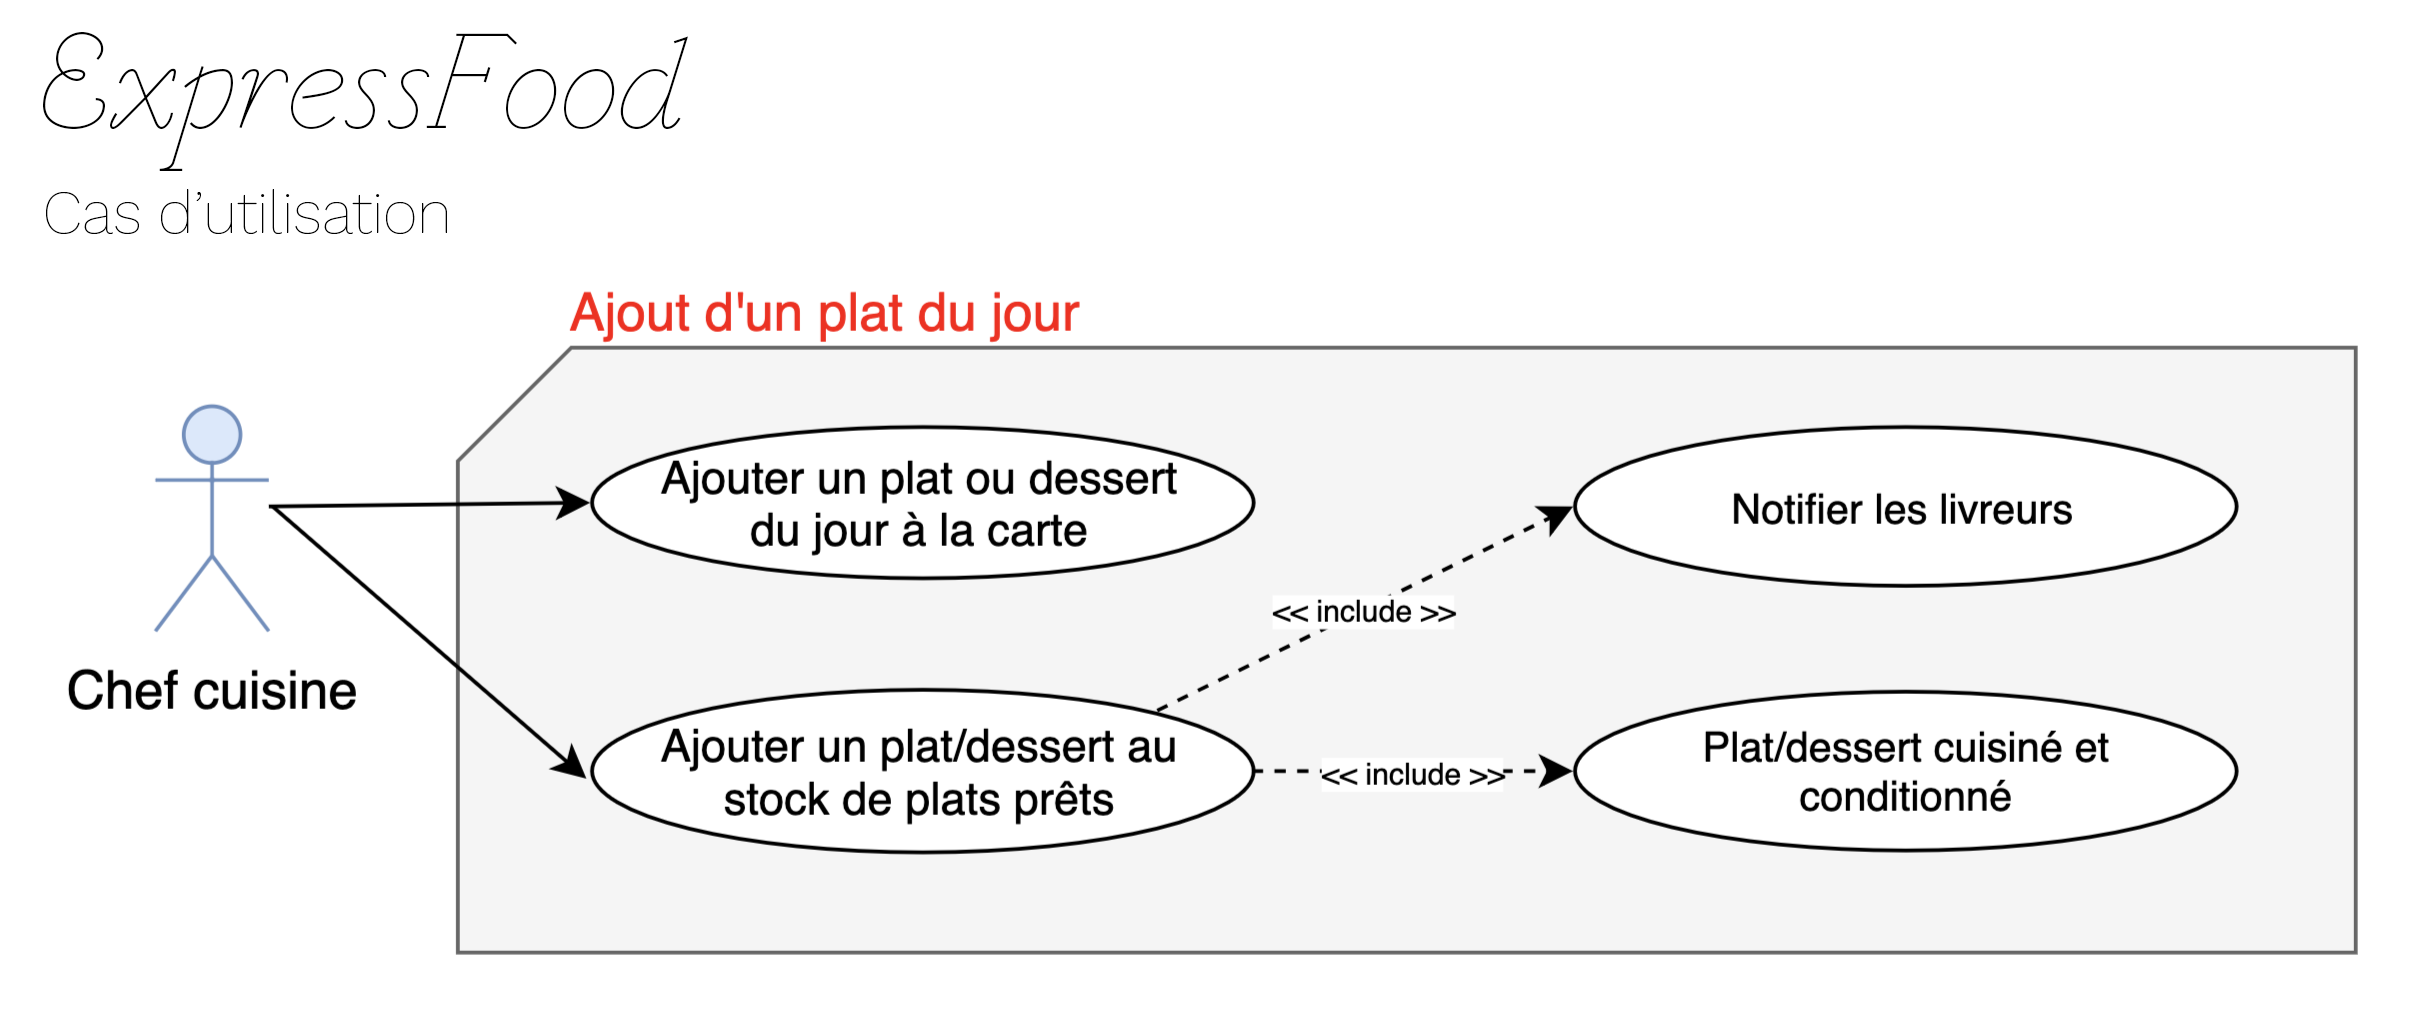 ExpressFood
Cas d’utilisation
Ajout d'un plat du jour
Ajouter un plat ou dessert
du jour à la carte
Notifier les livreurs
<< include >>
Chef cuisine
Ajouter un plat/dessert au
stock de plats prêts
<< include >>
Plat/dessert cuisiné et
conditionné